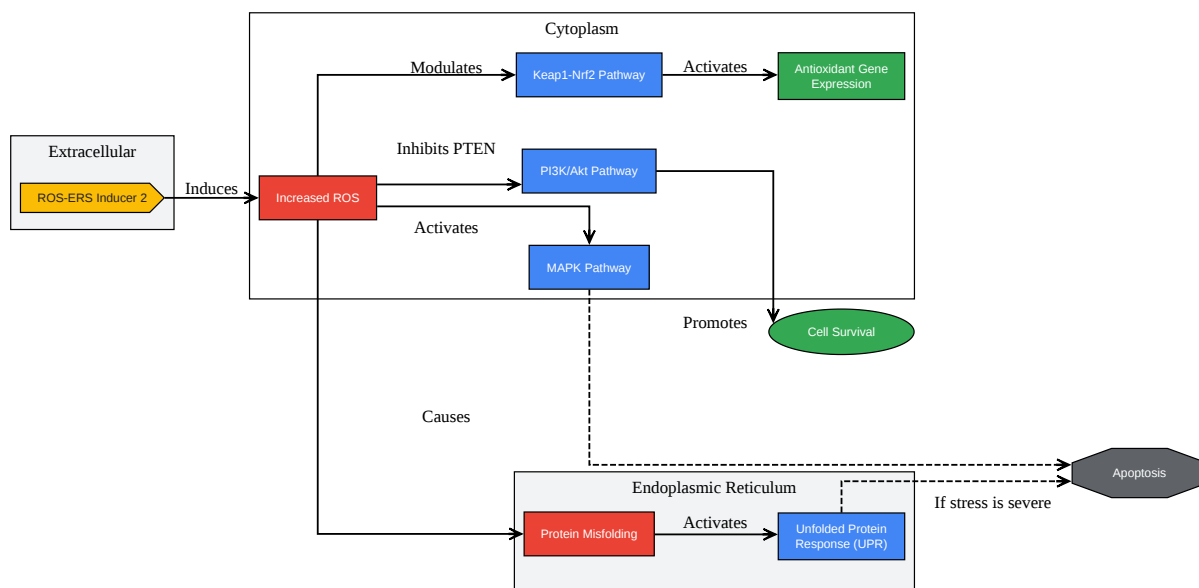 Cytoplasm
Modulates
Keap1-Nrf2 Pathway
Activates
Antioxidant Gene
Expression
Extracellular
ROS-ERS Inducer 2
Induces
Increased ROS
Inhibits PTEN
PI3K/Akt Pathway
Activates
MAPK Pathway
Promotes
Cell Survival
Causes
Apoptosis
If stress is severe
Endoplasmic Reticulum
Protein Misfolding
Activates
Unfolded Protein
Response (UPR)